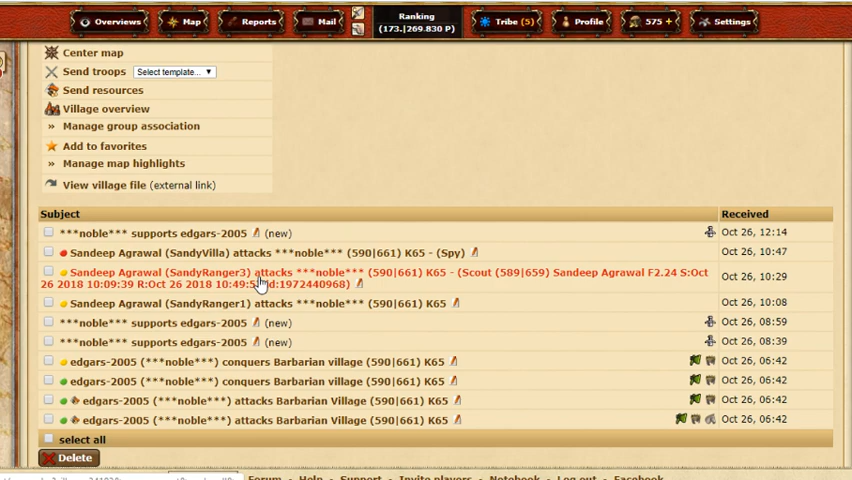 Overviews Map Reports Mail Ranking (173.|269.830 P) Tribe (5) Profile 575 + Settings
Center map
Send troops Select template...
Send resources
Village overview
» Manage group association
Add to favorites
» Manage map highlights
View village file (external link)
Subject Received
***noble*** supports edgars-2005 (new) Oct 26, 12:14
Sandeep Agrawal (SandyVilla) attacks ***noble*** (590|661) K65 - (Spy) Oct 26, 10:47
Sandeep Agrawal (SandyRanger3) attacks ***noble*** (590|661) K65 - (Scout (589|659) Sandeep Agrawal F2.24 S:Oct Oct 26, 10:29
26 2018 10:09:39 R:Oct 26 2018 
Sandeep Agrawal (SandyRanger1) attacks ***noble*** (590|661) K65 Oct 26, 10:08
***noble*** supports edgars-2005 (new) Oct 26, 08:59
***noble*** supports edgars-2005 (new) Oct 26, 08:39
edgars-2005 (***noble***) conquers Barbarian village (590|661) K65 Oct 26, 06:42
edgars-2005 (***noble***) conquers Barbarian village (590|661) K65 Oct 26, 06:42
edgars-2005 (***noble***) attacks Barbarian Village (590|661) K65 Oct 26, 06:42
edgars-2005 (***noble***) attacks Barbarian Village (590|661) K65 Oct 26, 06:42
select all
Delete
Forum Help Support Invite players Notebook Log out Facebook